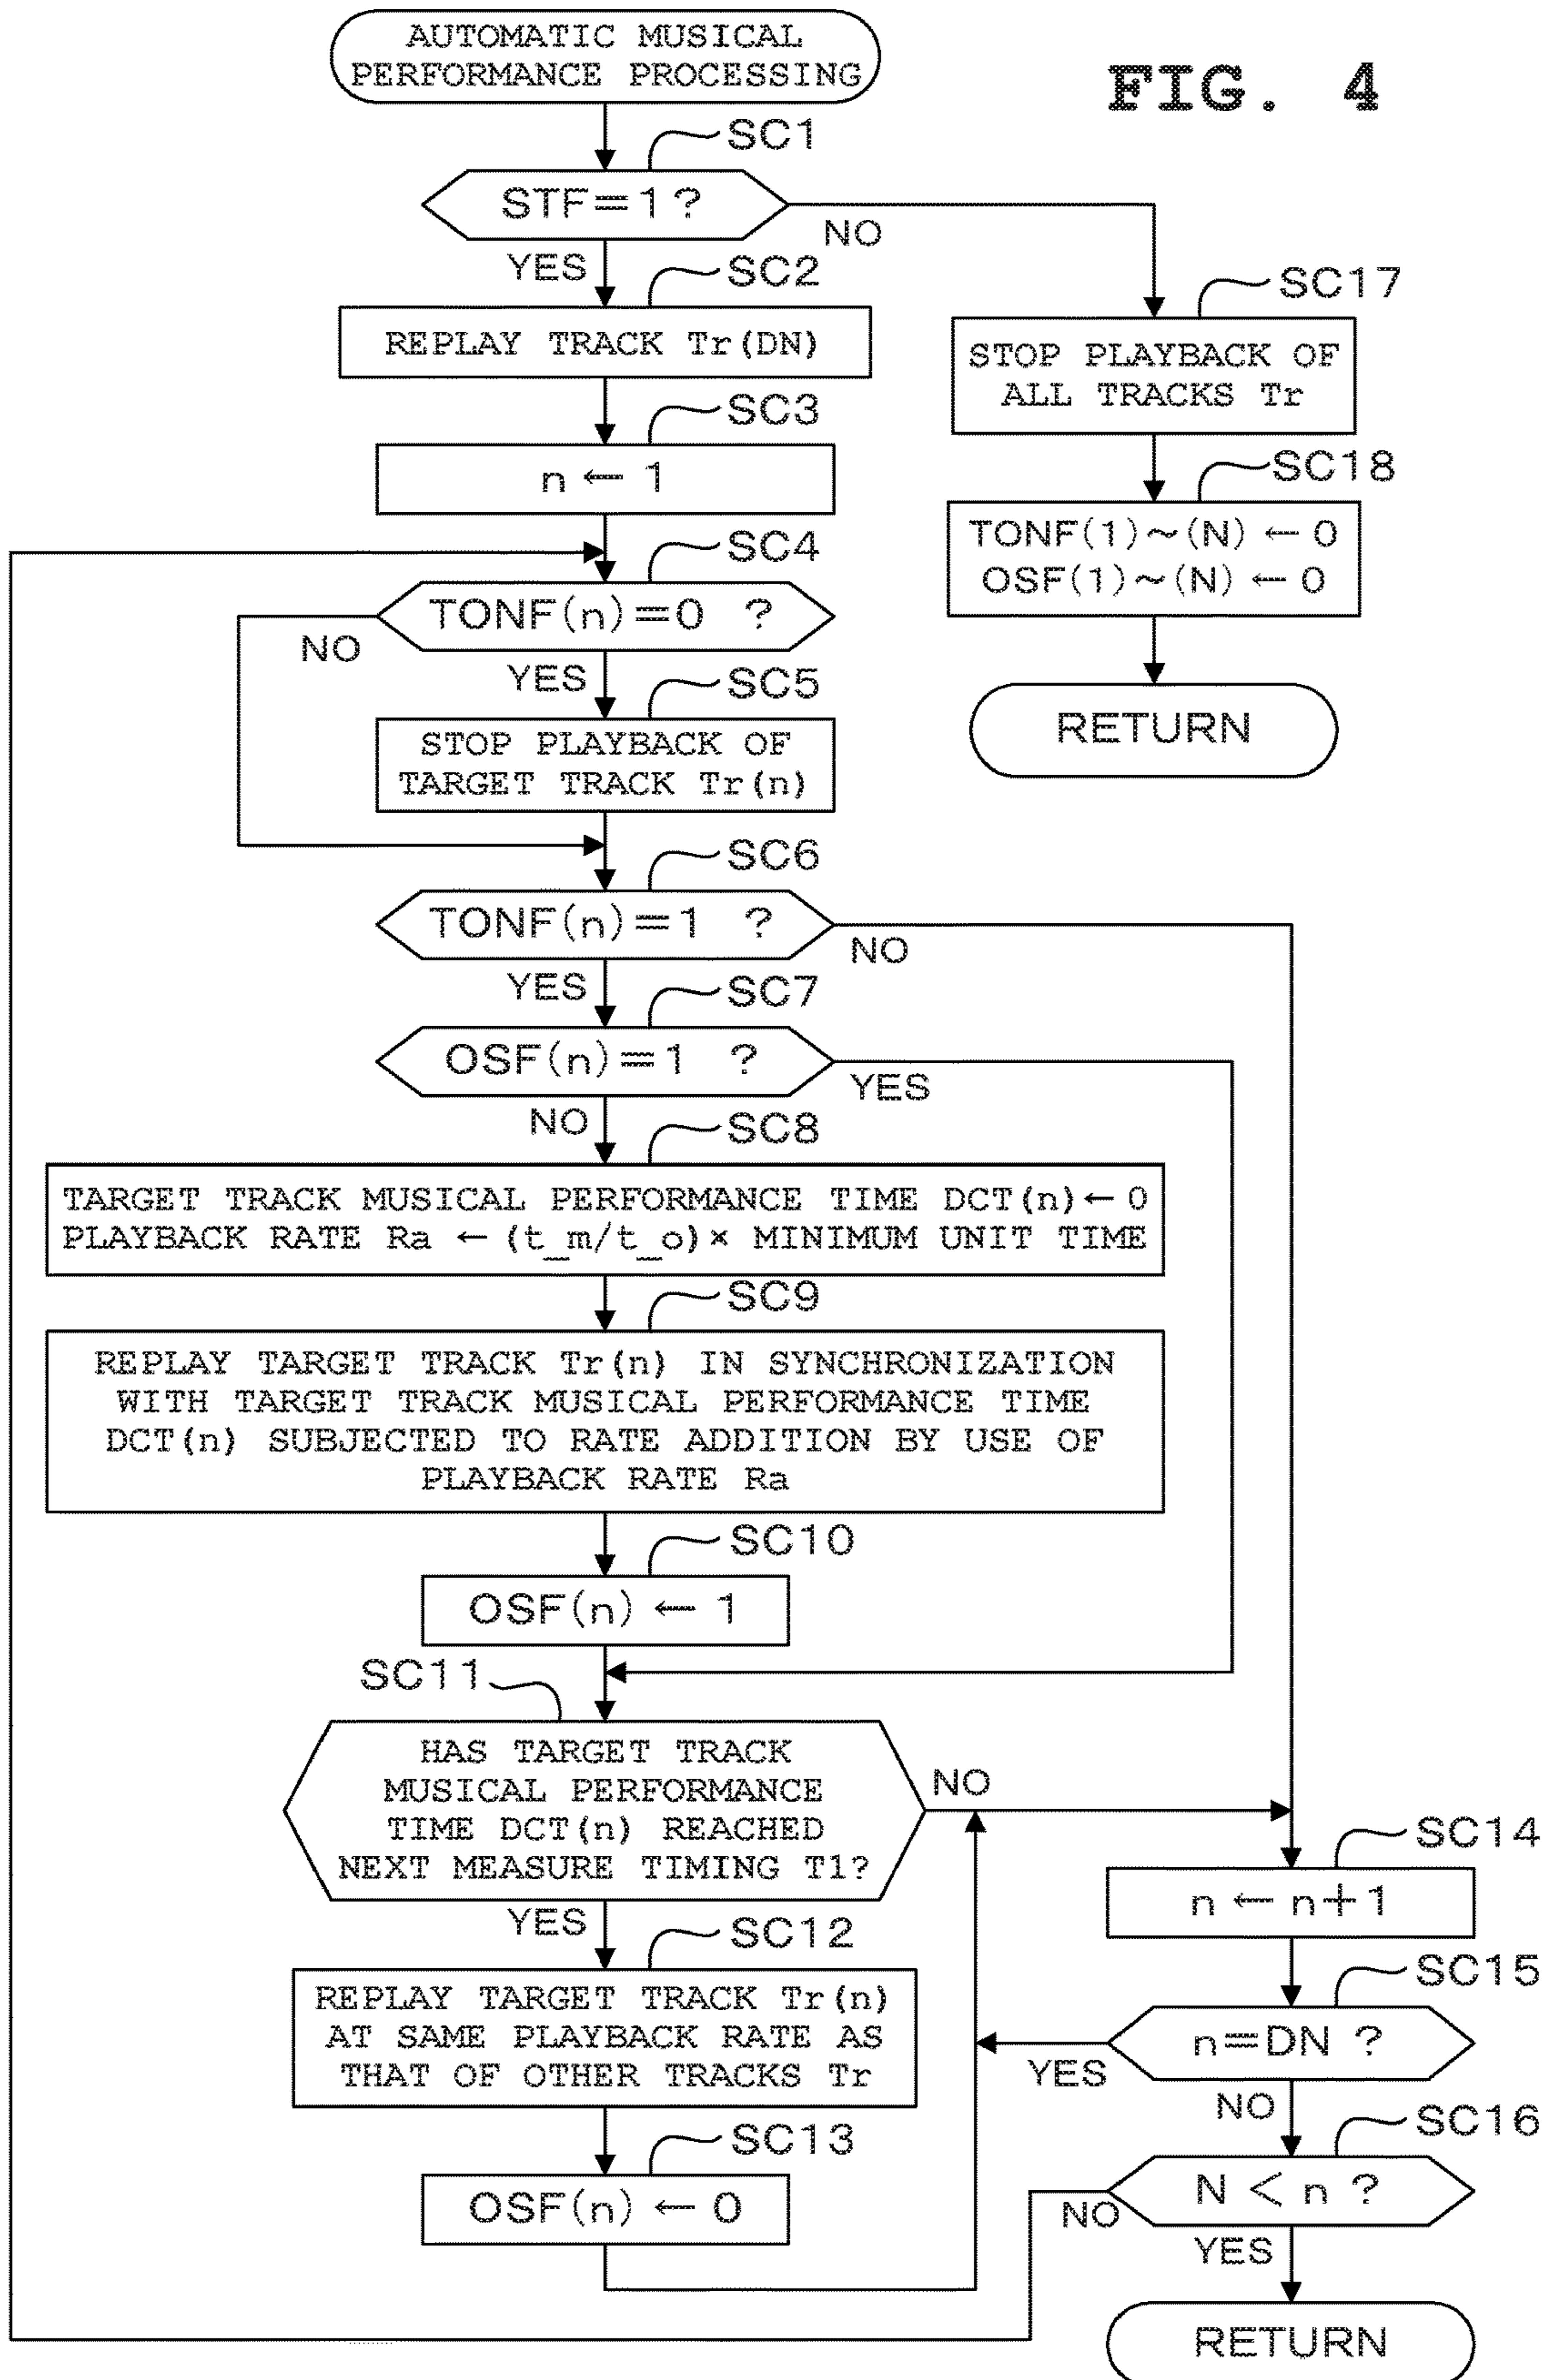 AUTOMATIC MUSICAL
PERFORMANCE PROCESSING
FIG. 4
SC1
STF=1?
NO
YES
SC2
REPLAY TRACK Tr(DN)
SC17
STOP PLAYBACK OF
ALL TRACKS Tr
SC3
n ← 1
SC18
TONF(1)~(N) ← 0
OSF(1)~(N) ← 0
RETURN
SC4
TONF(n)=0 ?
NO
YES
SC5
STOP PLAYBACK OF
TARGET TRACK Tr(n)
SC6
TONF(n)=1 ?
NO
YES
SC7
OSF(n)=1 ?
YES
NO
SC8
TARGET TRACK MUSICAL PERFORMANCE TIME DCT(n)← 0
PLAYBACK RATE Ra ← (t_m/t_o)× MINIMUM UNIT TIME
SC9
REPLAY TARGET TRACK Tr(n) IN SYNCHRONIZATION
WITH TARGET TRACK MUSICAL PERFORMANCE TIME
DCT(n) SUBJECTED TO RATE ADDITION BY USE OF
PLAYBACK RATE Ra
SC10
OSF(n) ← 1
SC11
HAS TARGET TRACK
MUSICAL PERFORMANCE
TIME DCT(n) REACHED
NEXT MEASURE TIMING T1?
NO
YES
SC12
REPLAY TARGET TRACK Tr(n)
AT SAME PLAYBACK RATE AS
THAT OF OTHER TRACKS Tr
SC13
OSF(n) ← 0
SC14
n ← n+1
SC15
n=DN ?
YES
NO
SC16
N < n ?
NO
YES
RETURN